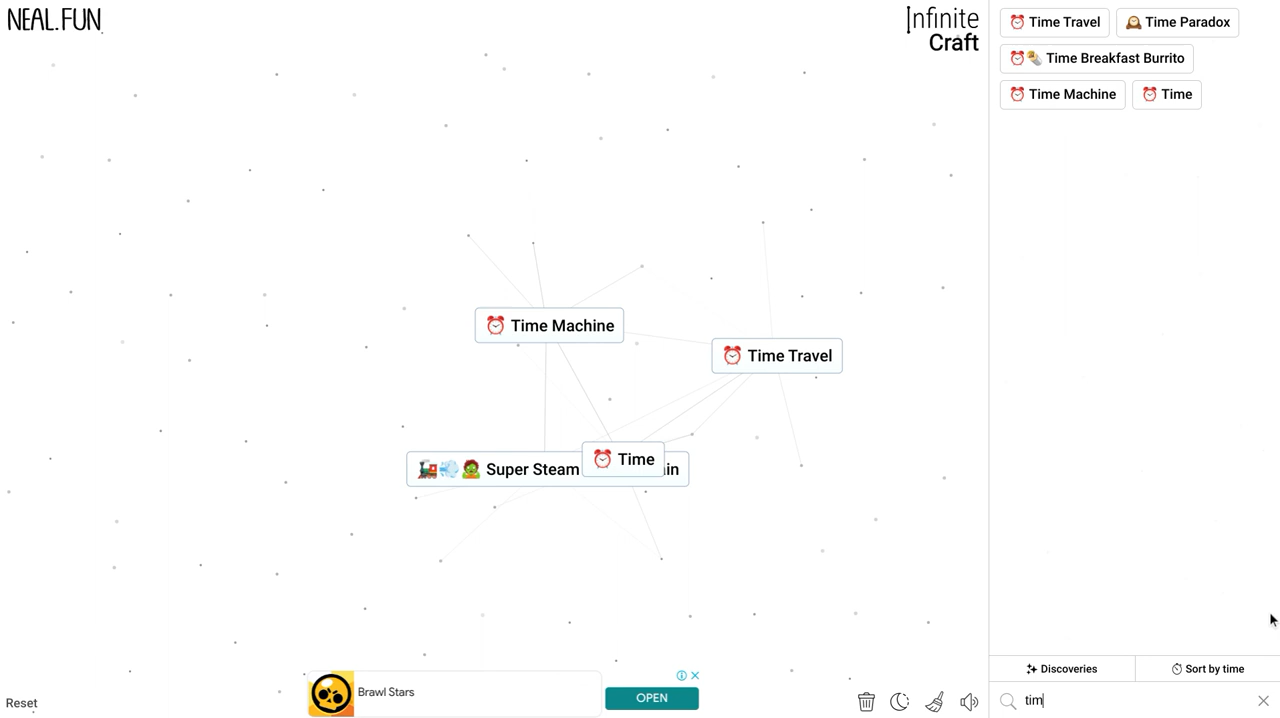 NEAL.FUN
Infinite
Craft
Time Travel
Time Paradox
Time Breakfast Burrito
Time Machine
Time
Time Machine
Time Travel
Time
Super Steam
Brawl Stars
OPEN
Discoveries
Sort by time
Reset
tim